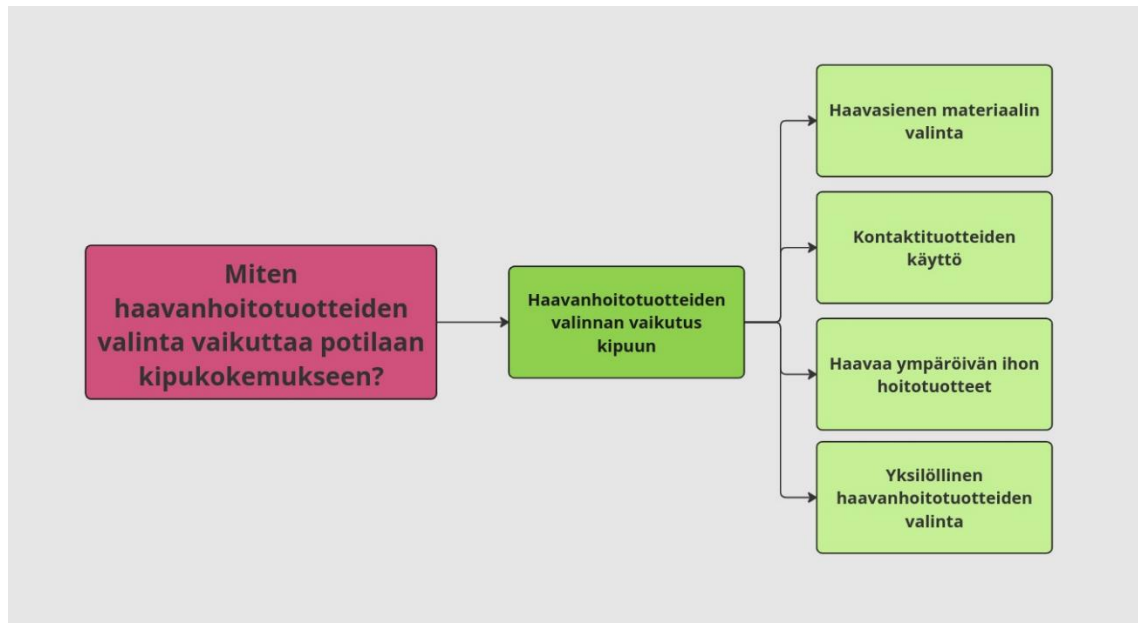 Miten
haavanhoitotuotteiden
valinta vaikuttaa potilaan
kipukokemukseen?
Haavanhoitotuotteiden
valinnan vaikutus
kipuun
Haavasienen materiaalin
valinta
Kontaktituotteiden
käyttö
Haavaa ympäröivän ihon
hoitotuotteet
Yksilöllinen
haavanhoitotuotteiden
valinta